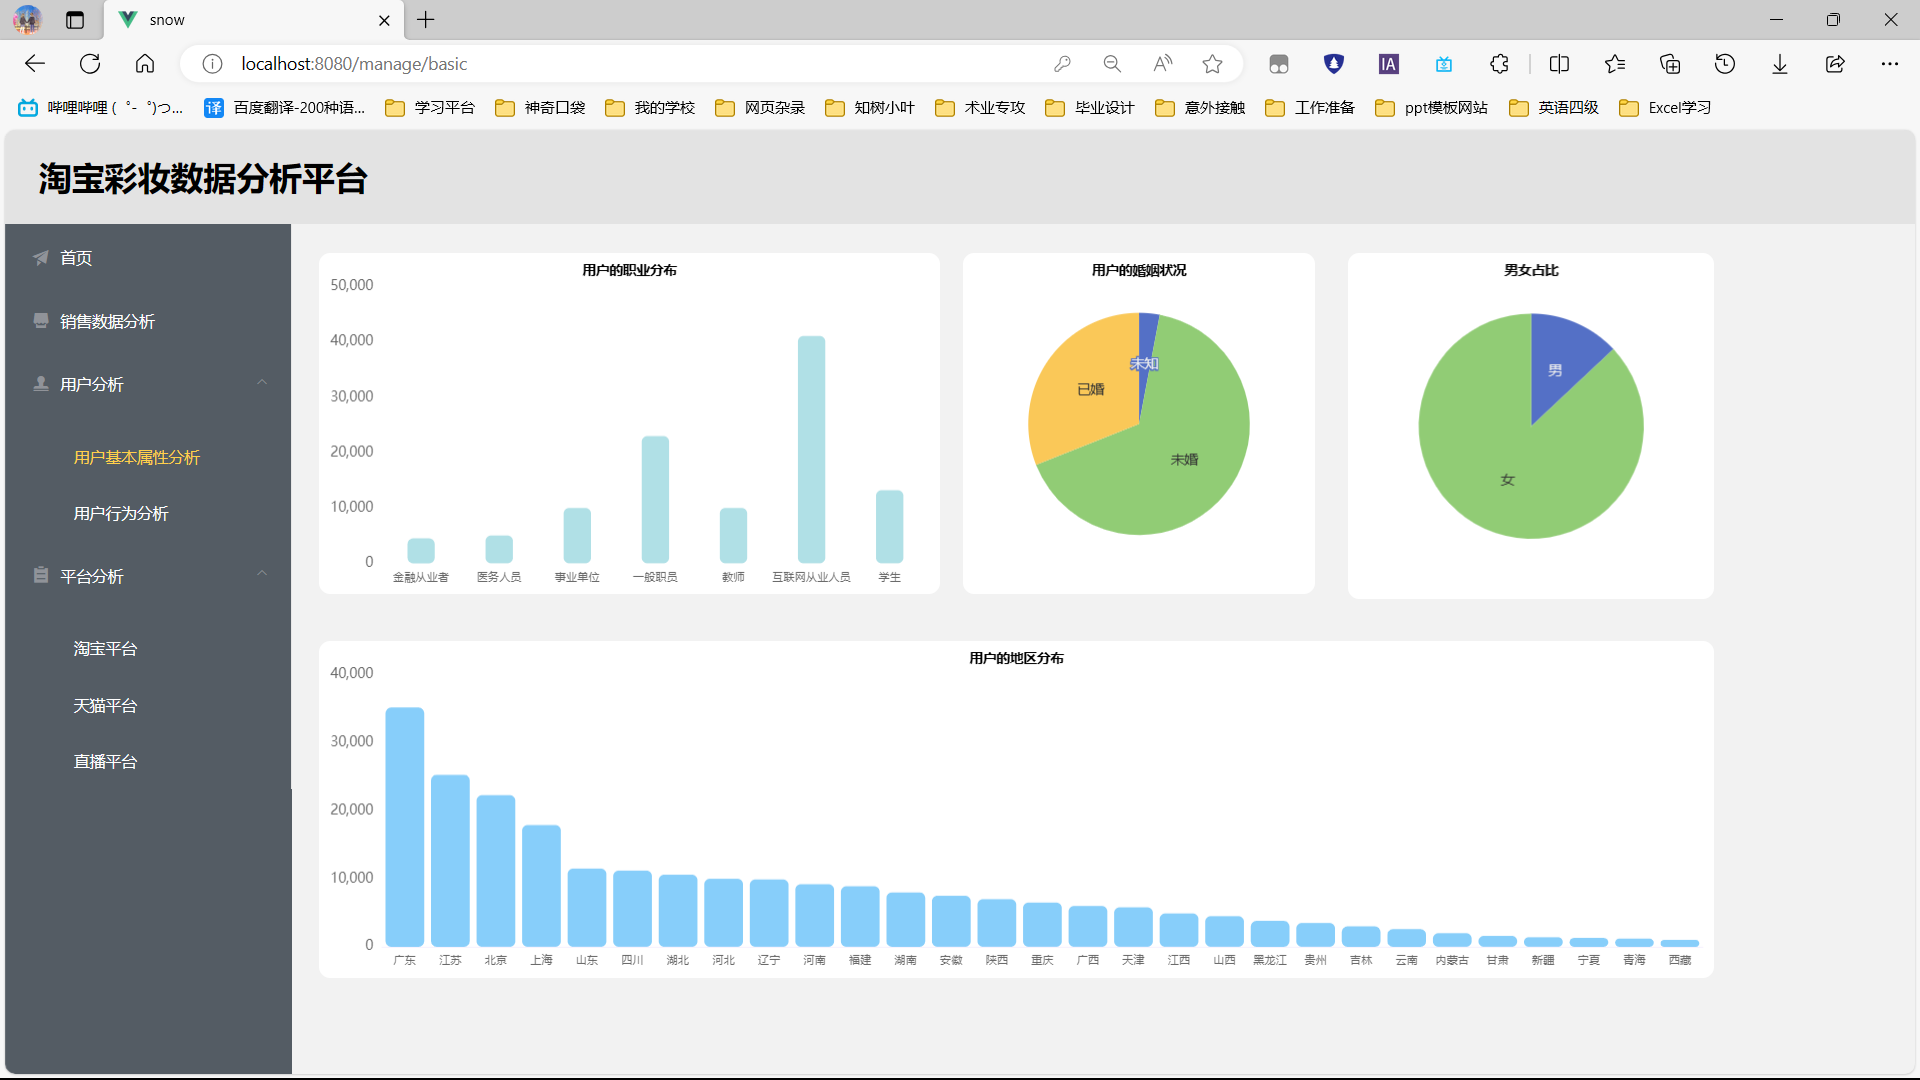 snow
localhost:8080/manage/basic
哔哩哔哩 (゜-゜)つ...
译 百度翻译-200种语...
学习平台
神奇口袋
我的学校
网页杂录
知树小叶
术业专攻
毕业设计
意外接触
工作准备
ppt模板网站
英语四级
Excel学习
淘宝彩妆数据分析平台
首页
销售数据分析
用户分析
用户基本属性分析
用户行为分析
平台分析
淘宝平台
天猫平台
直播平台
用户的职业分布
50,000
40,000
30,000
20,000
10,000
0
金融从业者 医务人员 事业单位 一般职员 教师 互联网从业人员 学生
用户的婚姻状况
未知
已婚
未婚
男女占比
男
女
用户的地区分布
40,000
30,000
20,000
10,000
0
广东 江苏 北京 上海 山东 四川 湖北 河北 辽宁 河南 福建 湖南 安徽 陕西 重庆 广西 天津 江西 山西 黑龙江 贵州 吉林 云南 内蒙古 甘肃 新疆 宁夏 青海 西藏